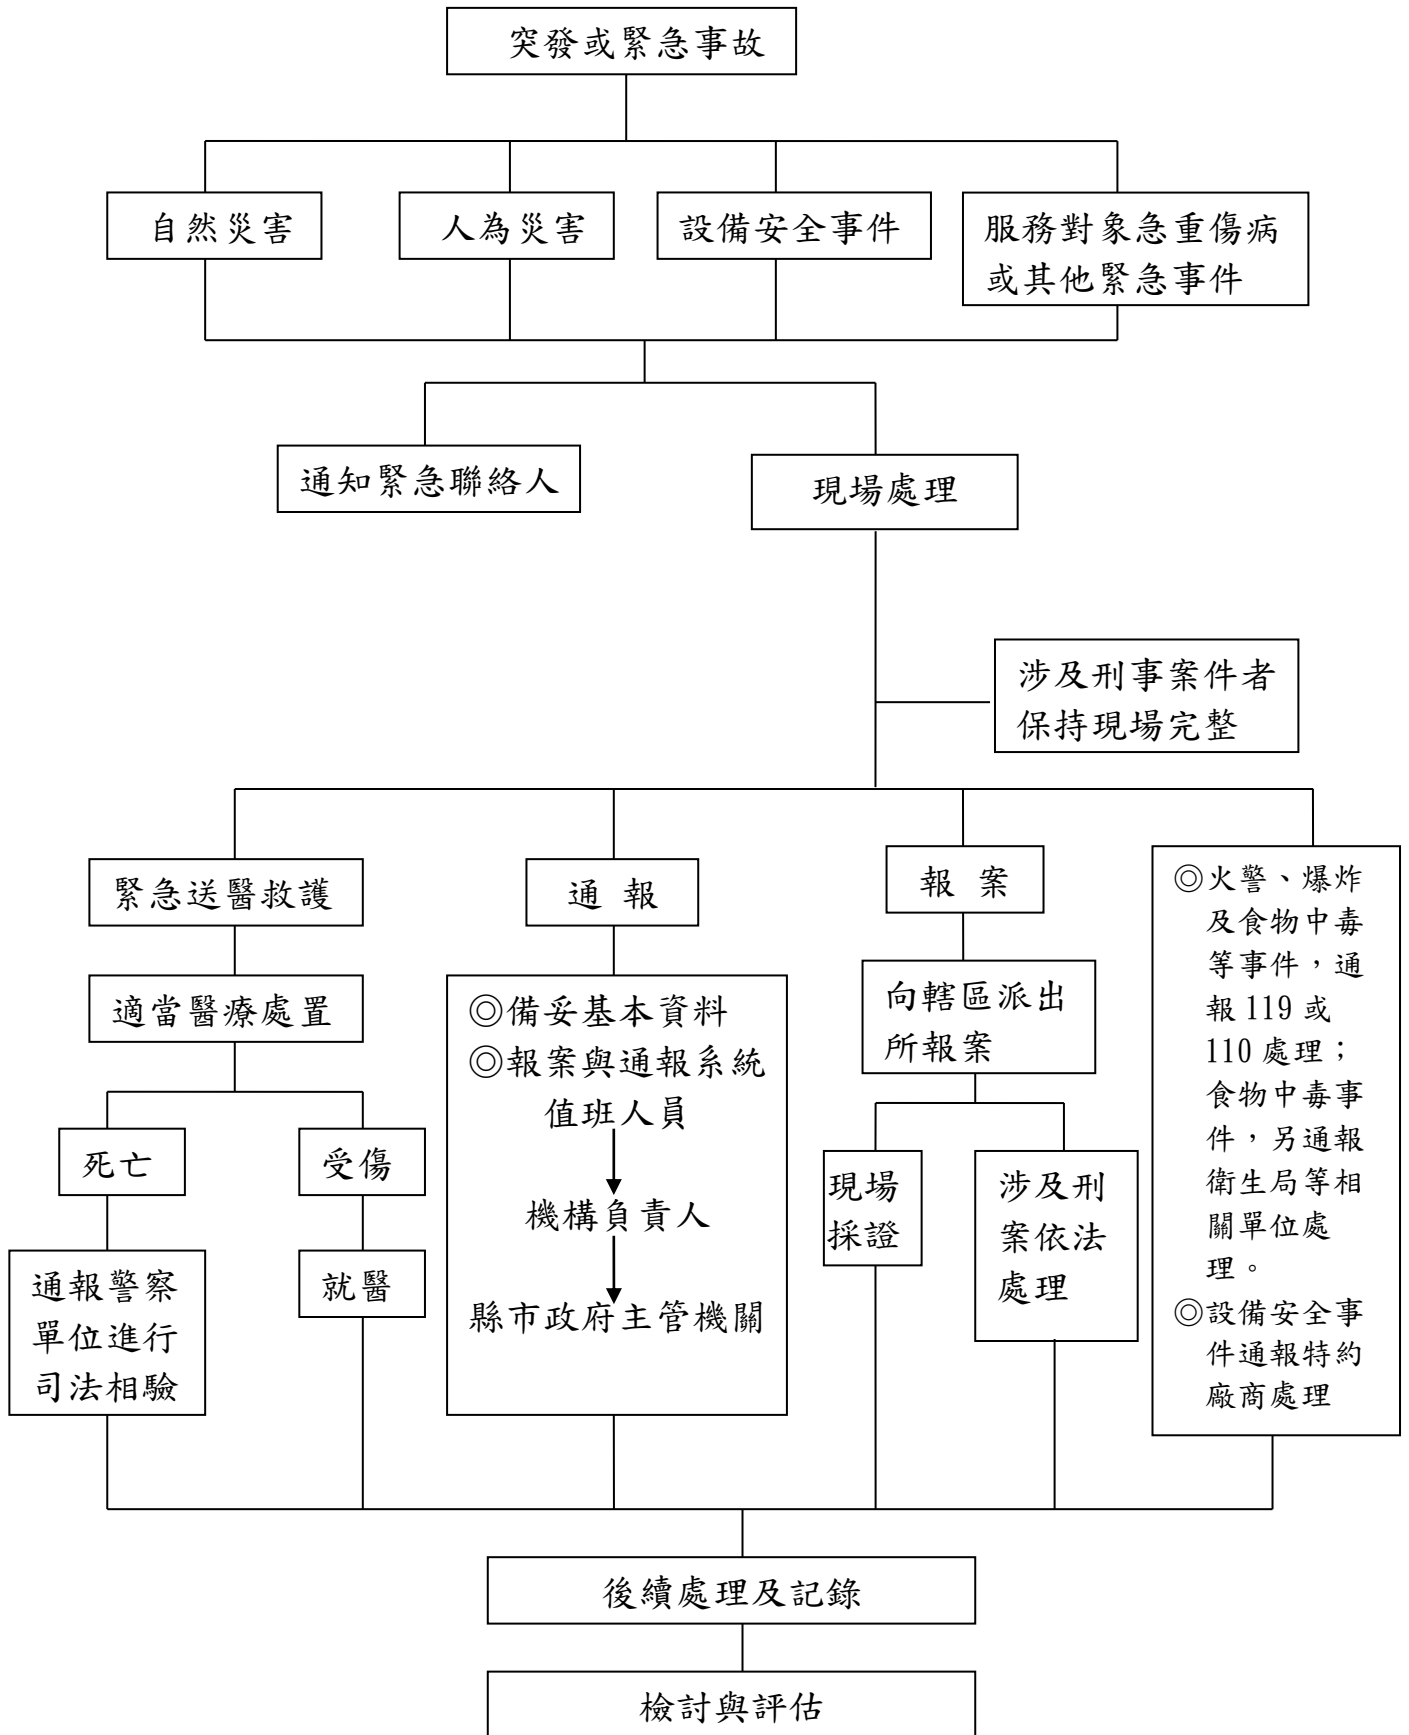 突發或緊急事故
自然災害
人為災害
設備安全事件
服務對象急重傷病
或其他緊急事件
通知緊急聯絡人
現場處理
涉及刑事案件者
保持現場完整
緊急送醫救護
適當醫療處置
死亡
受傷
通報警察
單位進行
司法相驗
就醫
通 報
◎備妥基本資料
◎報案與通報系統
值班人員
機構負責人
縣市政府主管機關
報 案
向轄區派出
所報案
現場
採證
涉及刑
案依法
處理
◎火警、爆炸
及食物中毒
等事件，通
報 119 或
110 處理；
食物中毒事
件，另通報
衛生局等相
關單位處
理。
◎設備安全事
件通報特約
廠商處理
後續處理及記錄
檢討與評估